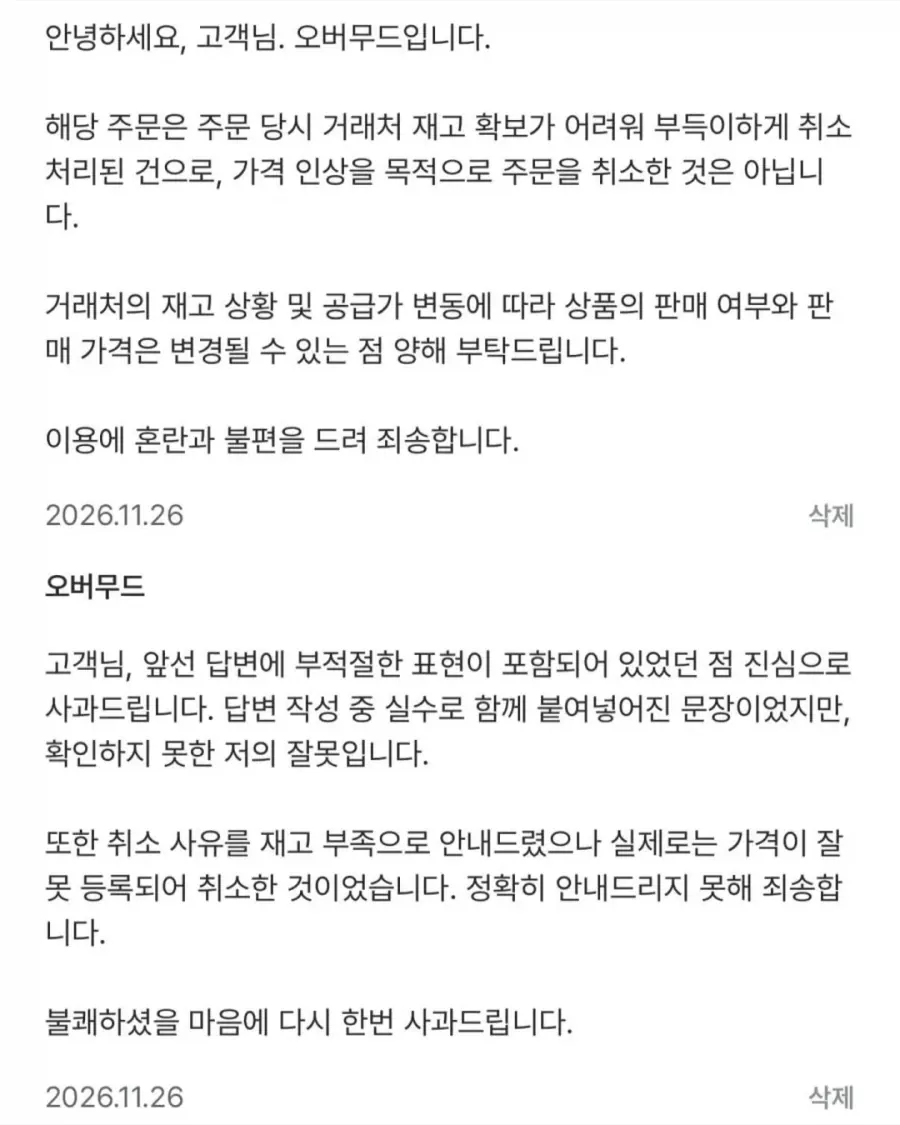 안녕하세요, 고객님. 오버무드입니다.
해당 주문은 주문 당시 거래처 재고 확보가 어려워 부득이하게 취소
처리된 건으로, 가격 인상을 목적으로 주문을 취소한 것은 아닙니
다.
거래처의 재고 상황 및 공급가 변동에 따라 상품의 판매 여부와 판
매 가격은 변경될 수 있는 점 양해 부탁드립니다.
이용에 혼란과 불편을 드려 죄송합니다.
2026.11.26 삭제
오버무드
고객님, 앞선 답변에 부적절한 표현이 포함되어 있었던 점 진심으로
사과드립니다. 답변 작성 중 실수로 함께 붙여넣어진 문장이었지만,
확인하지 못한 저의 잘못입니다.
또한 취소 사유를 재고 부족으로 안내드렸으나 실제로는 가격이 잘
못 등록되어 취소한 것이었습니다. 정확히 안내드리지 못해 죄송합
니다.
불쾌하셨을 마음에 다시 한번 사과드립니다.
2026.11.26 삭제